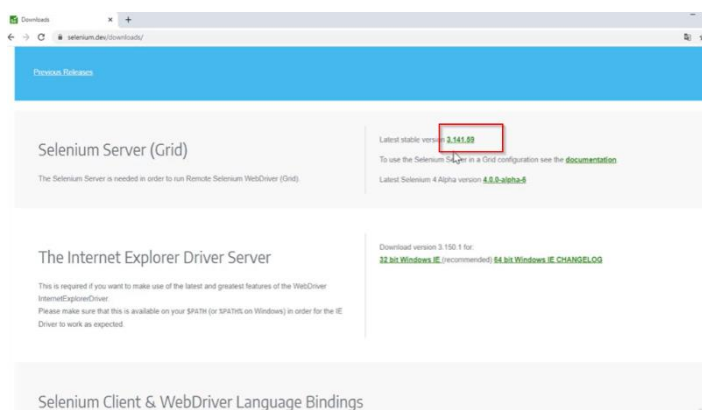 Downloads
selenium.dev/downloads/
Previous Releases
Selenium Server (Grid)
The Selenium Server is needed in order to run Remote Selenium WebDriver (Grid).
Latest stable version 3.141.59
To use the Selenium Server in a Grid configuration see the documentation
Latest Selenium 4 Alpha version 4.0.0-alpha-6
The Internet Explorer Driver Server
This is required if you want to make use of the latest and greatest features of the WebDriver
InternetExplorerDriver.
Please make sure that this is available on your $PATH (or %PATH% on Windows) in order for the IE
Driver to work as expected.
Download version 3.150.1 for:
32 bit Windows IE (recommended) 64 bit Windows IE CHANGELOG
Selenium Client & WebDriver Language Bindings